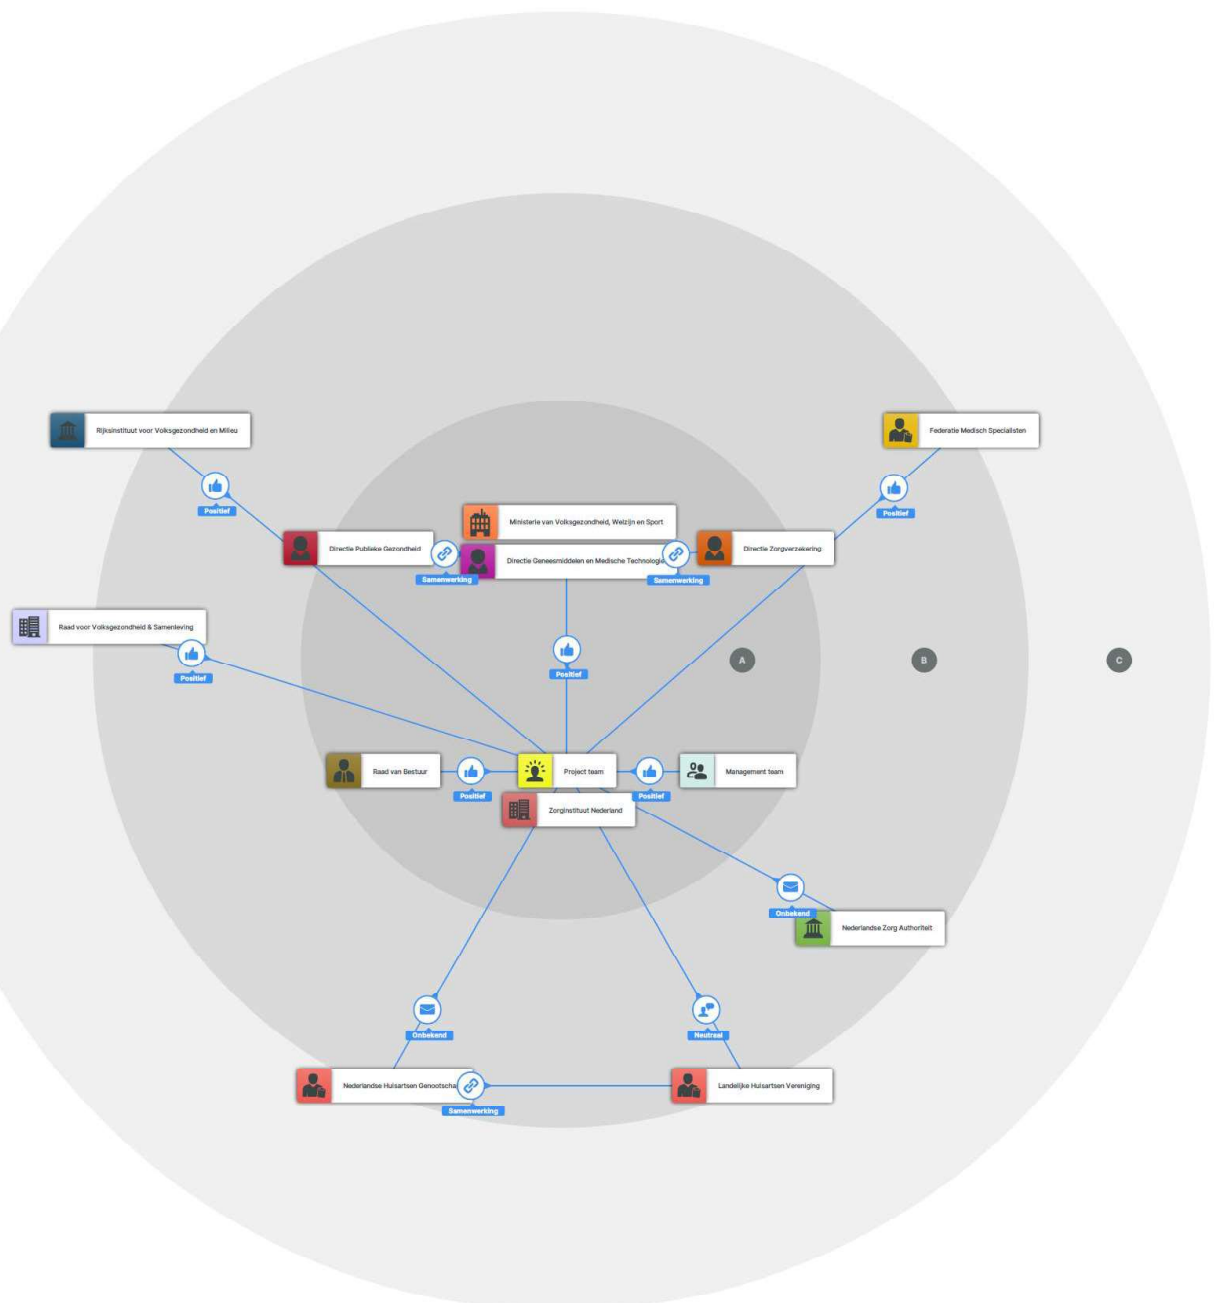 Rijksinstituut voor Volksgezondheid en Milieu
Federatie Medisch Specialisten
Positief
Positief
Ministerie van Volksgezondheid, Welzijn en Sport
Directie Publieke Gezondheid
Directie Geneesmiddelen en Medische Technologie
Directie Zorgverzekering
Samenwerking
Samenwerking
Raad voor Volksgezondheid & Samenleving
Positief
Positief
A
B
C
Raad van Bestuur
Project team
Management team
Positief
Positief
Zorginstituut Nederland
Onbekend
Nederlandse Zorg Authoriteit
Onbekend
Neutraal
Nederlandse Huisartsen Genootscha
Landelijke Huisartsen Vereniging
Samenwerking